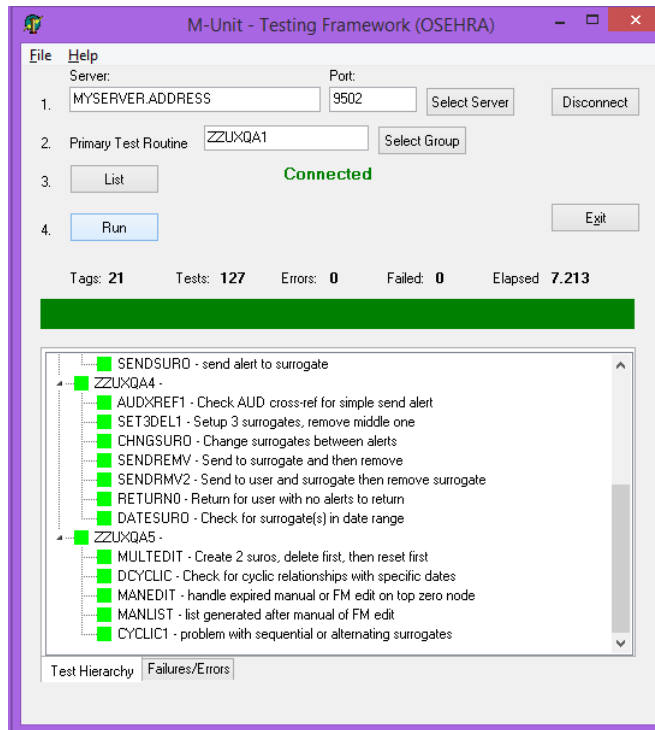 M-Unit - Testing Framework (OSEHRA)
File Help
Server: Port:
1. MYSERVER.ADDRESS 9502 Select Server Disconnect
2. Primary Test Routine ZZUXQA1 Select Group
3. List Connected
4. Run Exit
Tags: 21 Tests: 127 Errors: 0 Failed: 0 Elapsed 7.213
SENDSURO - send alert to surrogate
ZZUXQA4 -
AUDXREF1 - Check AUD cross-ref for simple send alert
SET3DEL1 - Setup 3 surrogates, remove middle one
CHNGSURO - Change surrogates between alerts
SENDREMV - Send to surrogate and then remove
SENDRMV2 - Send to user and surrogate then remove surrogate
RETURN0 - Return for user with no alerts to return
DATESURO - Check for surrogate(s) in date range
ZZUXQA5 -
MULTEDIT - Create 2 suros, delete first, then reset first
DCYCLIC - Check for cyclic relationships with specific dates
MANEDIT - handle expired manual or FM edit on top zero node
MANLIST - list generated after manual of FM edit
CYCLIC1 - problem with sequential or alternating surrogates
Test Hierarchy Failures/Errors